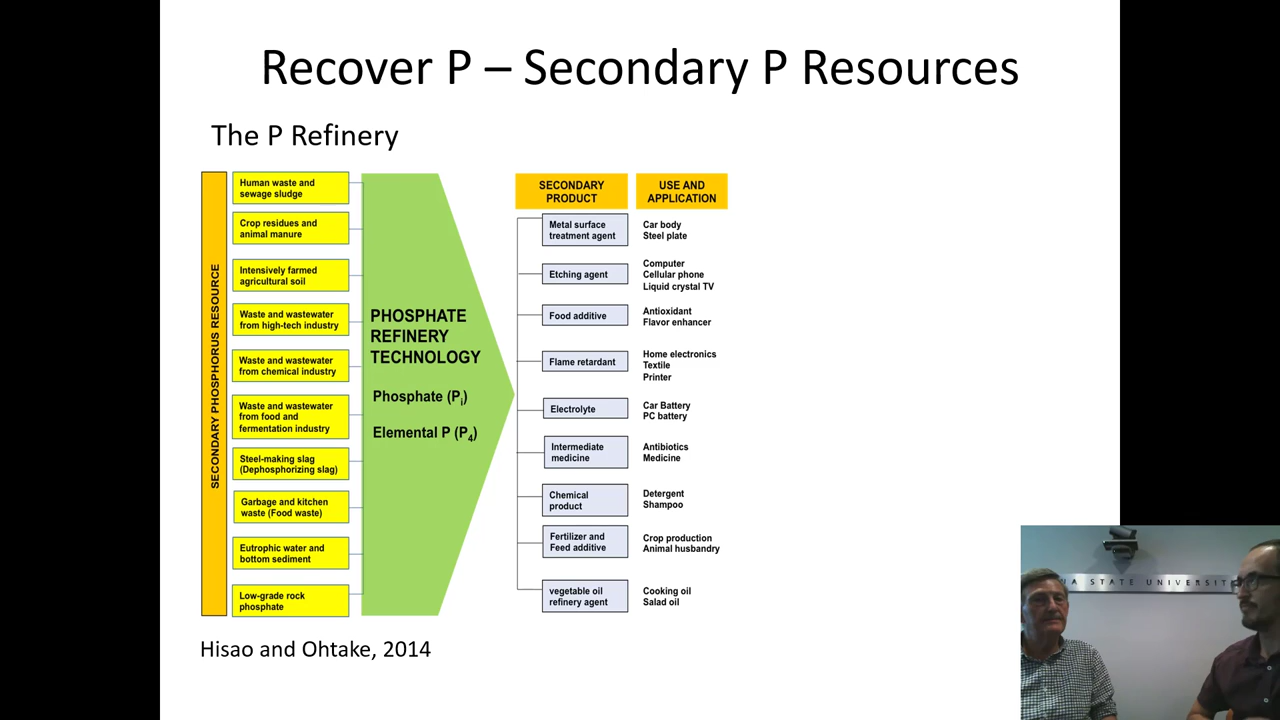 Recover P – Secondary P Resources
The P Refinery
SECONDARY PHOSPHORUS RESOURCE
Human waste and
sewage sludge
Crop residues and
animal manure
Intensively farmed
agricultural soil
Waste and wastewater
from high-tech industry
Waste and wastewater
from chemical industry
Waste and wastewater
from food and
fermentation industry
Steel-making slag
(Dephosphorizing slag)
Garbage and kitchen
waste (Food waste)
Eutrophic water and
bottom sediment
Low-grade rock
phosphate
PHOSPHATE
REFINERY
TECHNOLOGY
Phosphate (Pi)
Elemental P (P4)
SECONDARY
PRODUCT
USE AND
APPLICATION
Metal surface
treatment agent
Car body
Steel plate
Etching agent
Computer
Cellular phone
Liquid crystal TV
Food additive
Antioxidant
Flavor enhancer
Flame retardant
Home electronics
Textile
Printer
Electrolyte
Car Battery
PC battery
Intermediate
medicine
Antibiotics
Medicine
Chemical
product
Detergent
Shampoo
Fertilizer and
Feed additive
Crop production
Animal husbandry
vegetable oil
refinery agent
Cooking oil
Salad oil
Hisao and Ohtake, 2014
STATE